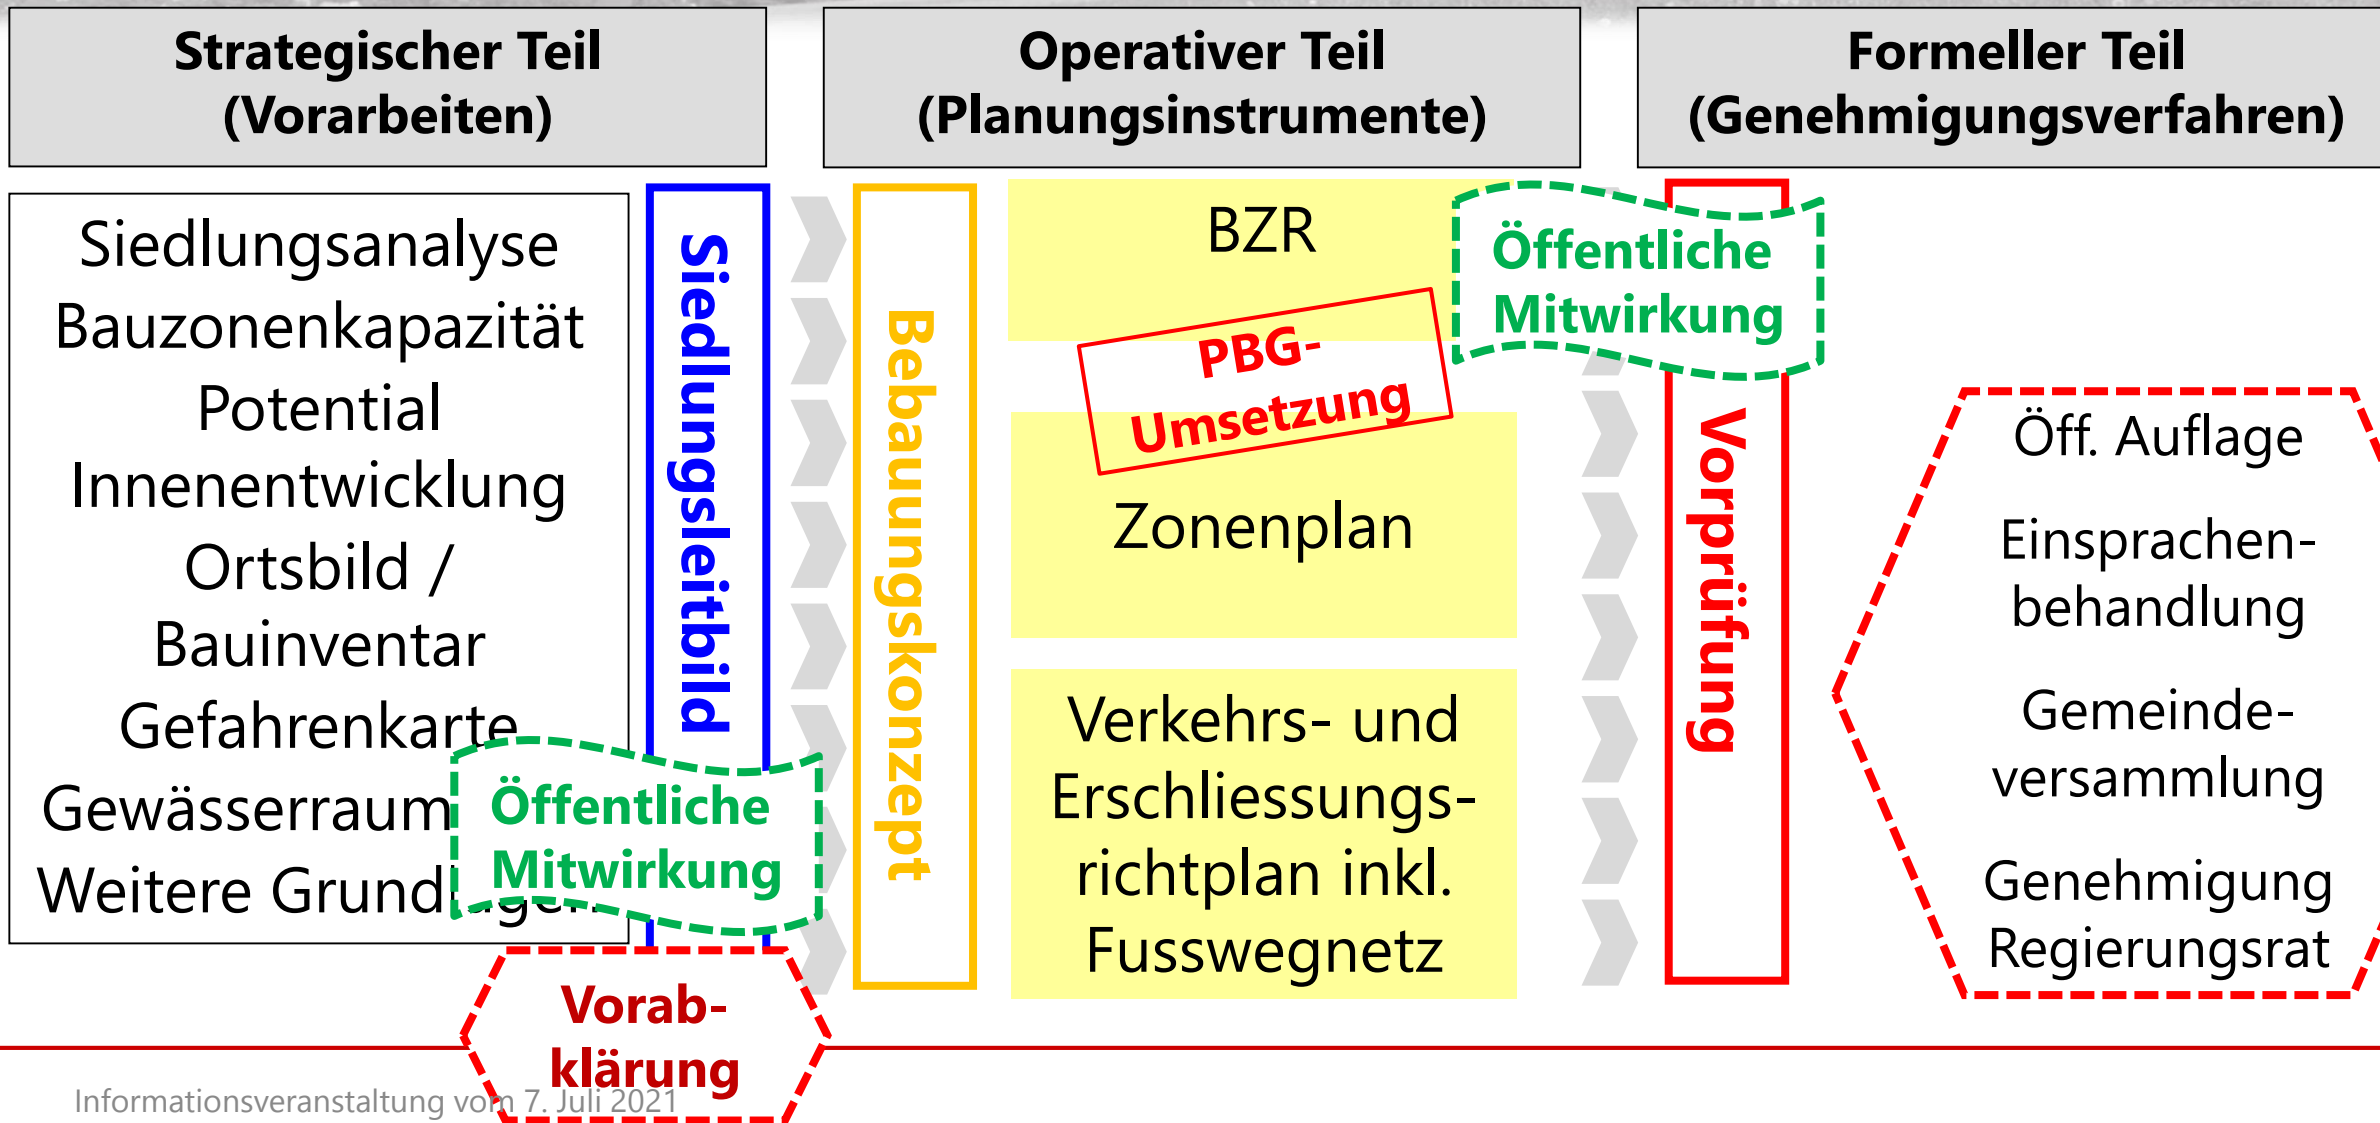 Strategischer Teil
(Vorarbeiten)
Siedlungsanalyse
Bauzonenkapazität
Potential
Innenentwicklung
Ortsbild /
Bauinventar
Gefahrenkarte
Gewässerraum
Weitere Grundlagen
Siedlungsleitbild
Öffentliche
Mitwirkung
Vorab-
klärung
Operativer Teil
(Planungsinstrumente)
Bebauungskonzept
BZR
PBG-
Umsetzung
Zonenplan
Verkehrs- und
Erschliessungs-
richtplan inkl.
Fusswegnetz
Öffentliche
Mitwirkung
Formeller Teil
(Genehmigungsverfahren)
Vorprüfung
Öff. Auflage
Einsprachen-
behandlung
Gemeinde-
versammlung
Genehmigung
Regierungsrat
Informationsveranstaltung vom 7. Juli 2021